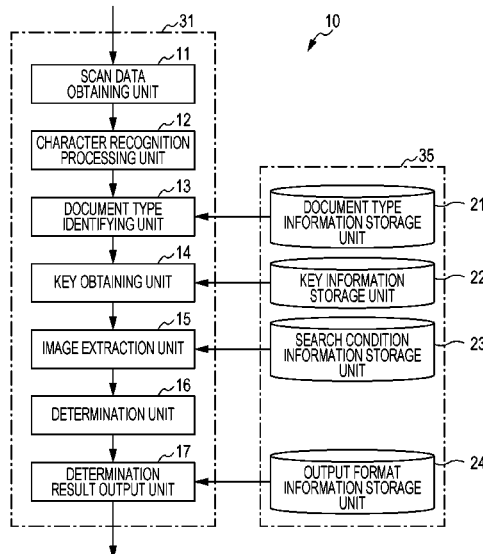 31
10
11
SCAN DATA
OBTAINING UNIT
12
CHARACTER RECOGNITION
PROCESSING UNIT
35
13
DOCUMENT TYPE
IDENTIFYING UNIT
DOCUMENT TYPE
INFORMATION STORAGE
UNIT
21
14
KEY OBTAINING UNIT
KEY INFORMATION
STORAGE UNIT
22
15
IMAGE EXTRACTION UNIT
SEARCH CONDITION
INFORMATION STORAGE
UNIT
23
16
DETERMINATION UNIT
17
DETERMINATION
RESULT OUTPUT UNIT
OUTPUT FORMAT
INFORMATION STORAGE
UNIT
24